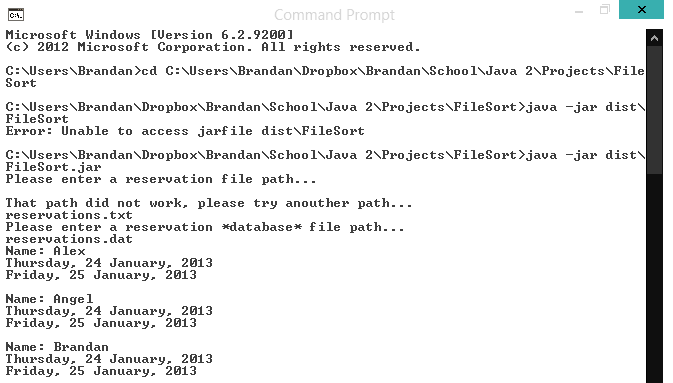 Command Prompt
Microsoft Windows [Version 6.2.9200]
(c) 2012 Microsoft Corporation. All rights reserved.
C:\Users\Brandan>cd C:\Users\Brandan\Dropbox\Brandan\School\Java 2\Projects\File
Sort
C:\Users\Brandan\Dropbox\Brandan\School\Java 2\Projects\FileSort>java -jar dist\
FileSort
Error: Unable to access jarfile dist\FileSort
C:\Users\Brandan\Dropbox\Brandan\School\Java 2\Projects\FileSort>java -jar dist\
FileSort.jar
Please enter a reservation file path...
That path did not work, please try anouther path...
reservations.txt
Please enter a reservation *database* file path...
reservations.dat
Name: Alex
Thursday, 24 January, 2013
Friday, 25 January, 2013
Name: Angel
Thursday, 24 January, 2013
Friday, 25 January, 2013
Name: Brandan
Thursday, 24 January, 2013
Friday, 25 January, 2013